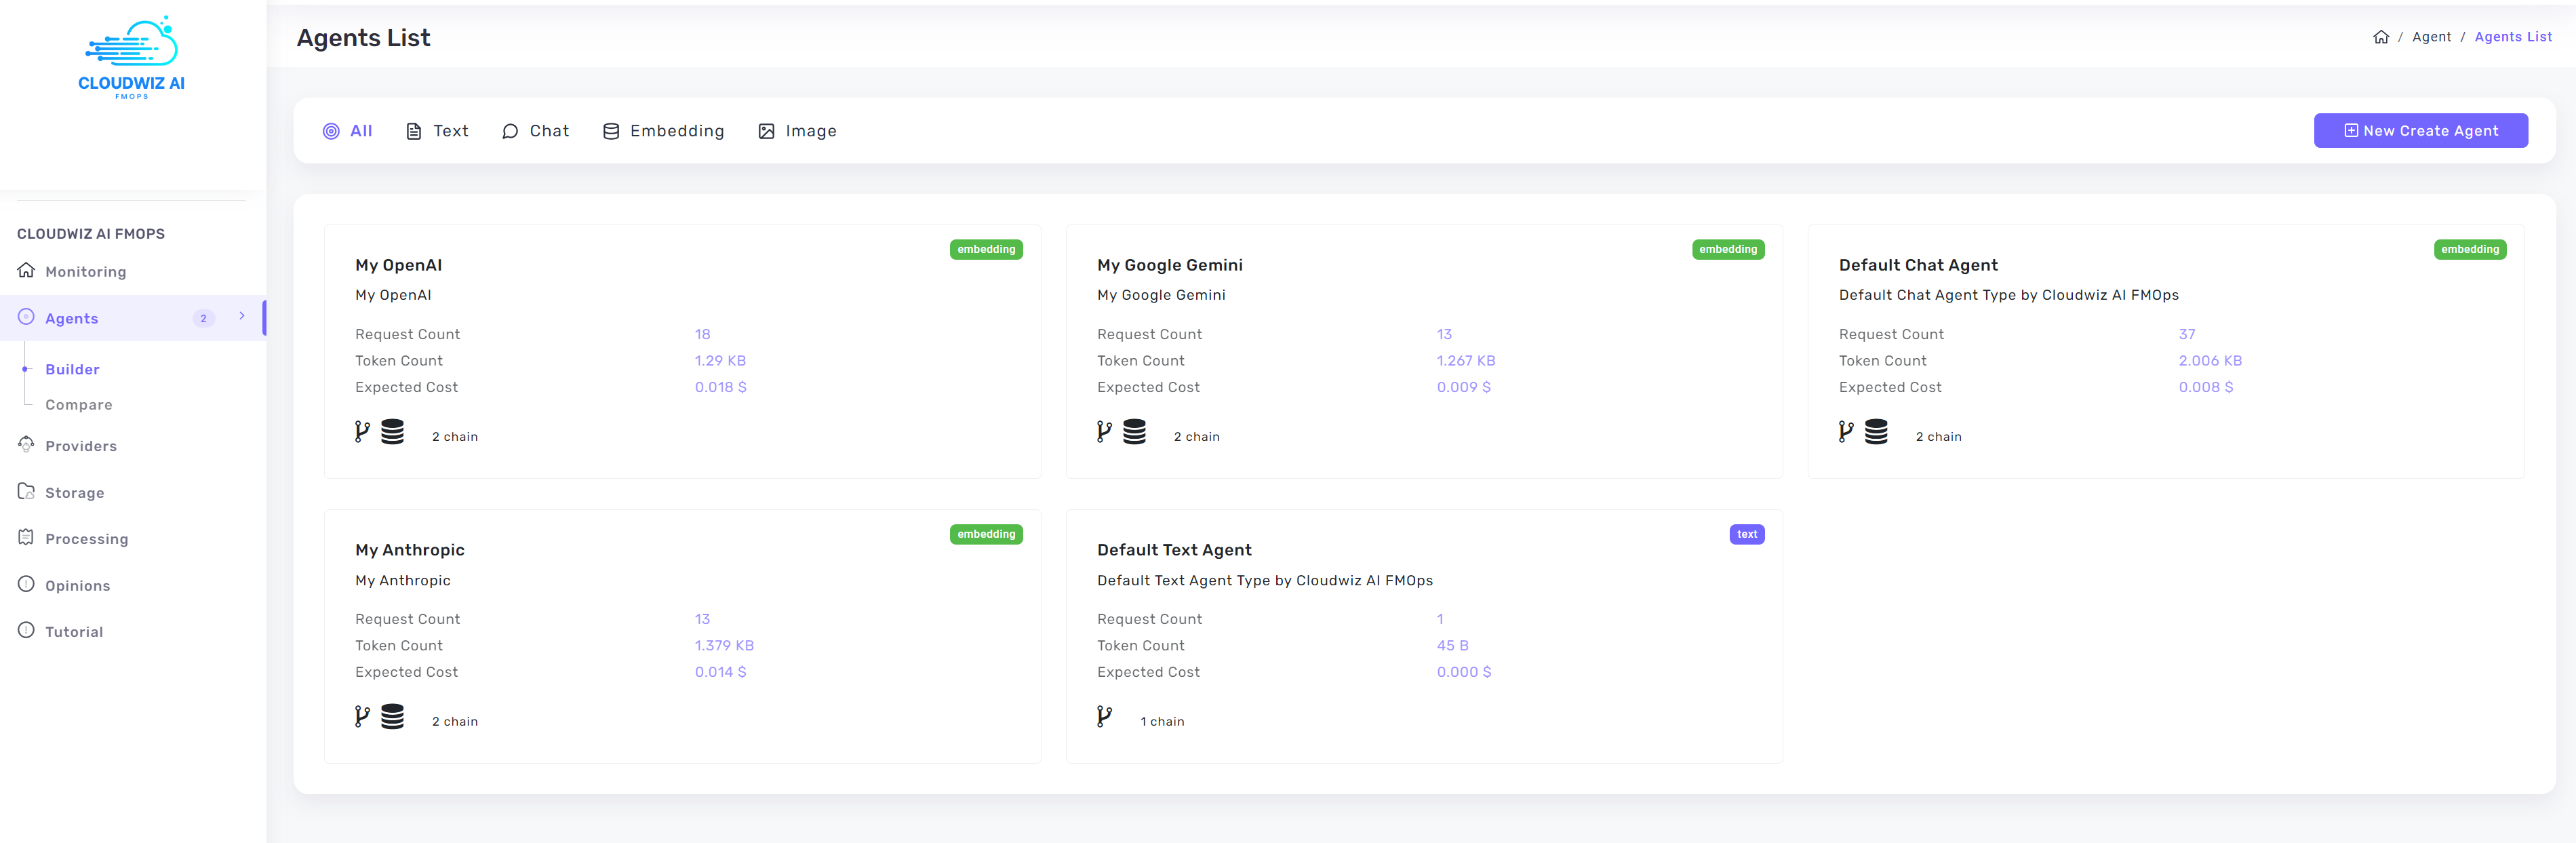 CLOUDWIZ AI
FMOPS
CLOUDWIZ AI FMOPS
Monitoring
Agents 2
Builder
Compare
Providers
Storage
Processing
Opinions
Tutorial
Agents List
/ Agent / Agents List
All Text Chat Embedding Image
New Create Agent
embedding
My OpenAI
My OpenAI
Request Count 18
Token Count 1.29 KB
Expected Cost 0.018 $
2 chain
embedding
My Google Gemini
My Google Gemini
Request Count 13
Token Count 1.267 KB
Expected Cost 0.009 $
2 chain
embedding
Default Chat Agent
Default Chat Agent Type by Cloudwiz AI FMOps
Request Count 37
Token Count 2.006 KB
Expected Cost 0.008 $
2 chain
embedding
My Anthropic
My Anthropic
Request Count 13
Token Count 1.379 KB
Expected Cost 0.014 $
2 chain
text
Default Text Agent
Default Text Agent Type by Cloudwiz AI FMOps
Request Count 1
Token Count 45 B
Expected Cost 0.000 $
1 chain